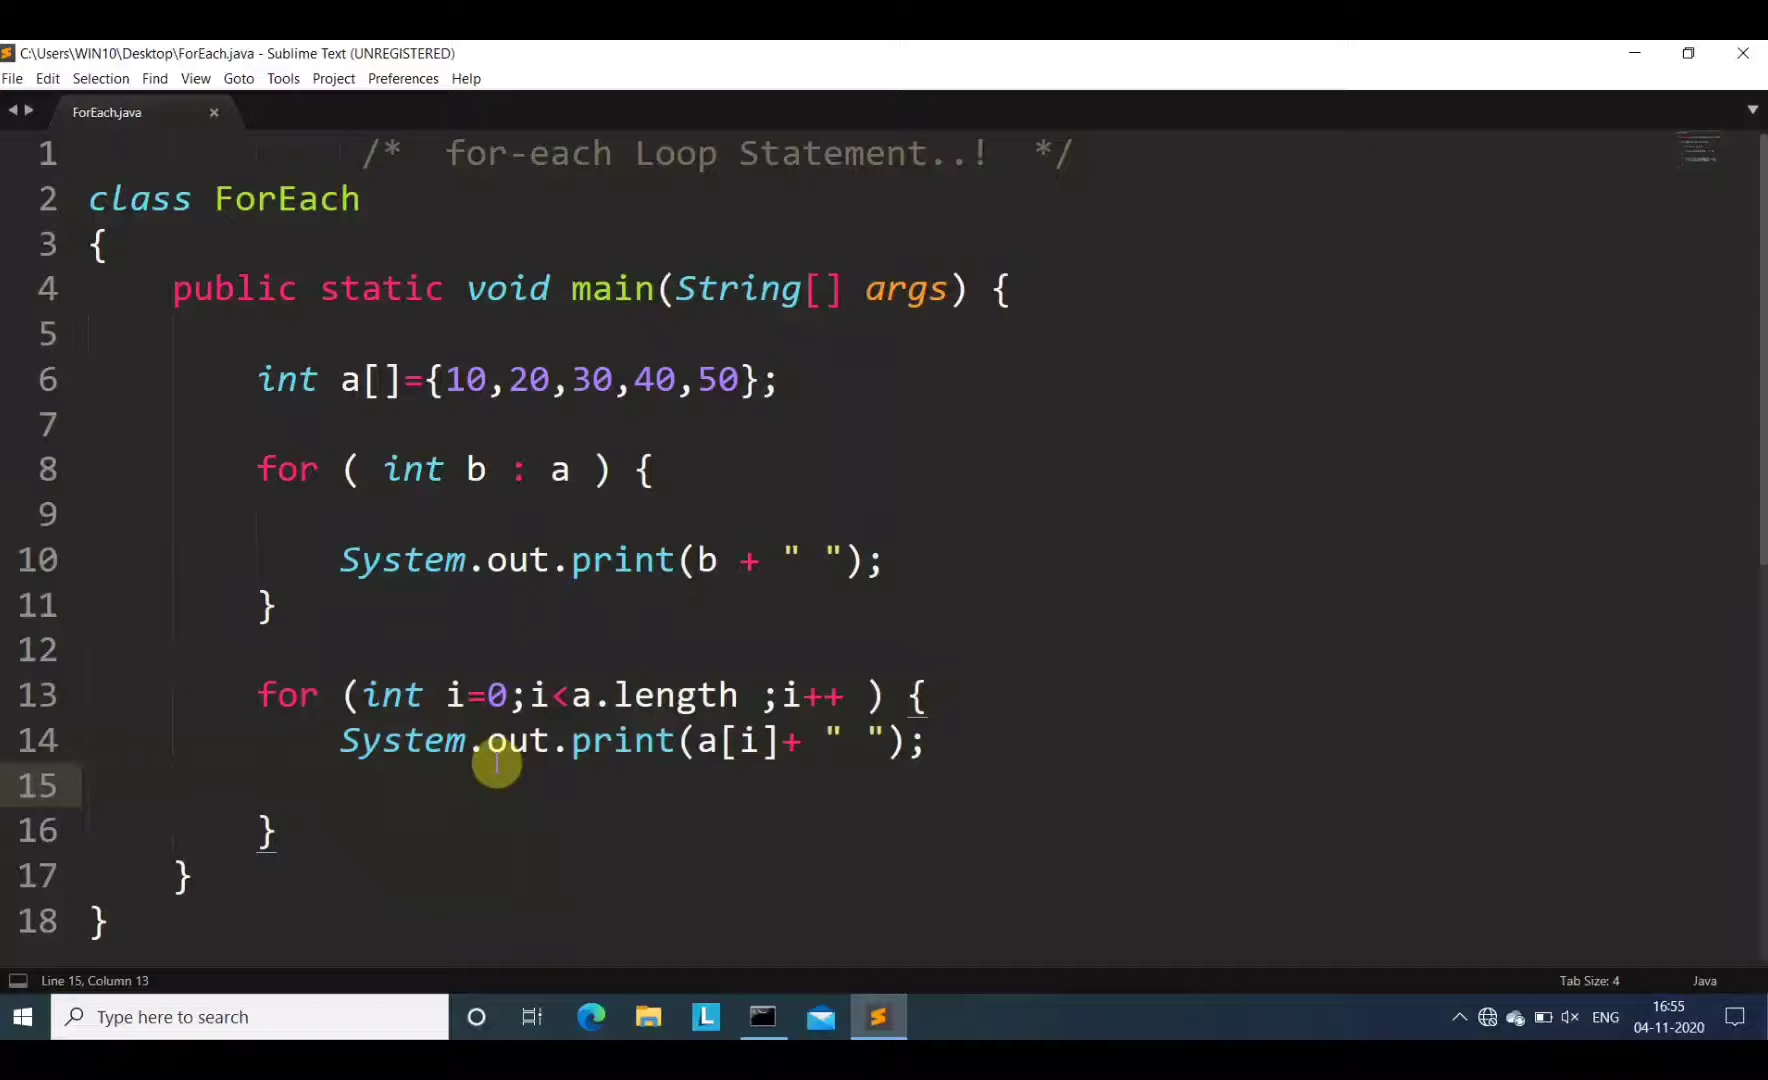 C:\Users\WIN10\Desktop\ForEach.java - Sublime Text (UNREGISTERED)
File Edit Selection Find View Goto Tools Project Preferences Help
ForEach.java
1 /* for-each Loop Statement..! */
2 class ForEach
3 {
4 public static void main(String[] args) {
5
6 int a[]={10,20,30,40,50};
7
8 for ( int b : a ) {
9
10 System.out.print(b + " ");
11 }
12
13 for (int i=0;i<a.length ;i++ ) {
14 System.out.print(a[i]+ " ");
15
16 }
17 }
18 }
Line 15, Column 13 Tab Size: 4 Java
Type here to search L ENG 16:55
04-11-2020